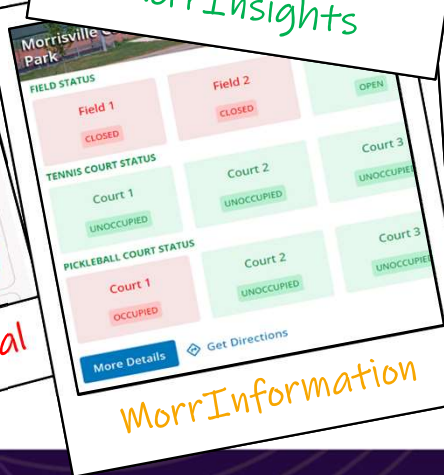 MorrInsights
Morrisville C
Park
FIELD STATUS
Field 1
Field 2
CLOSED
CLOSED
OPEN
TENNIS COURT STATUS
Court 1
Court 2
Court 3
UNOCCUPIED
UNOCCUPIED
UNOCCUPIED
PICKLEBALL COURT STATUS
Court 1
Court 2
Court 3
OCCUPIED
UNOCCUPIED
UNOCCUPIED
More Details
Get Directions
al
MorrInformation